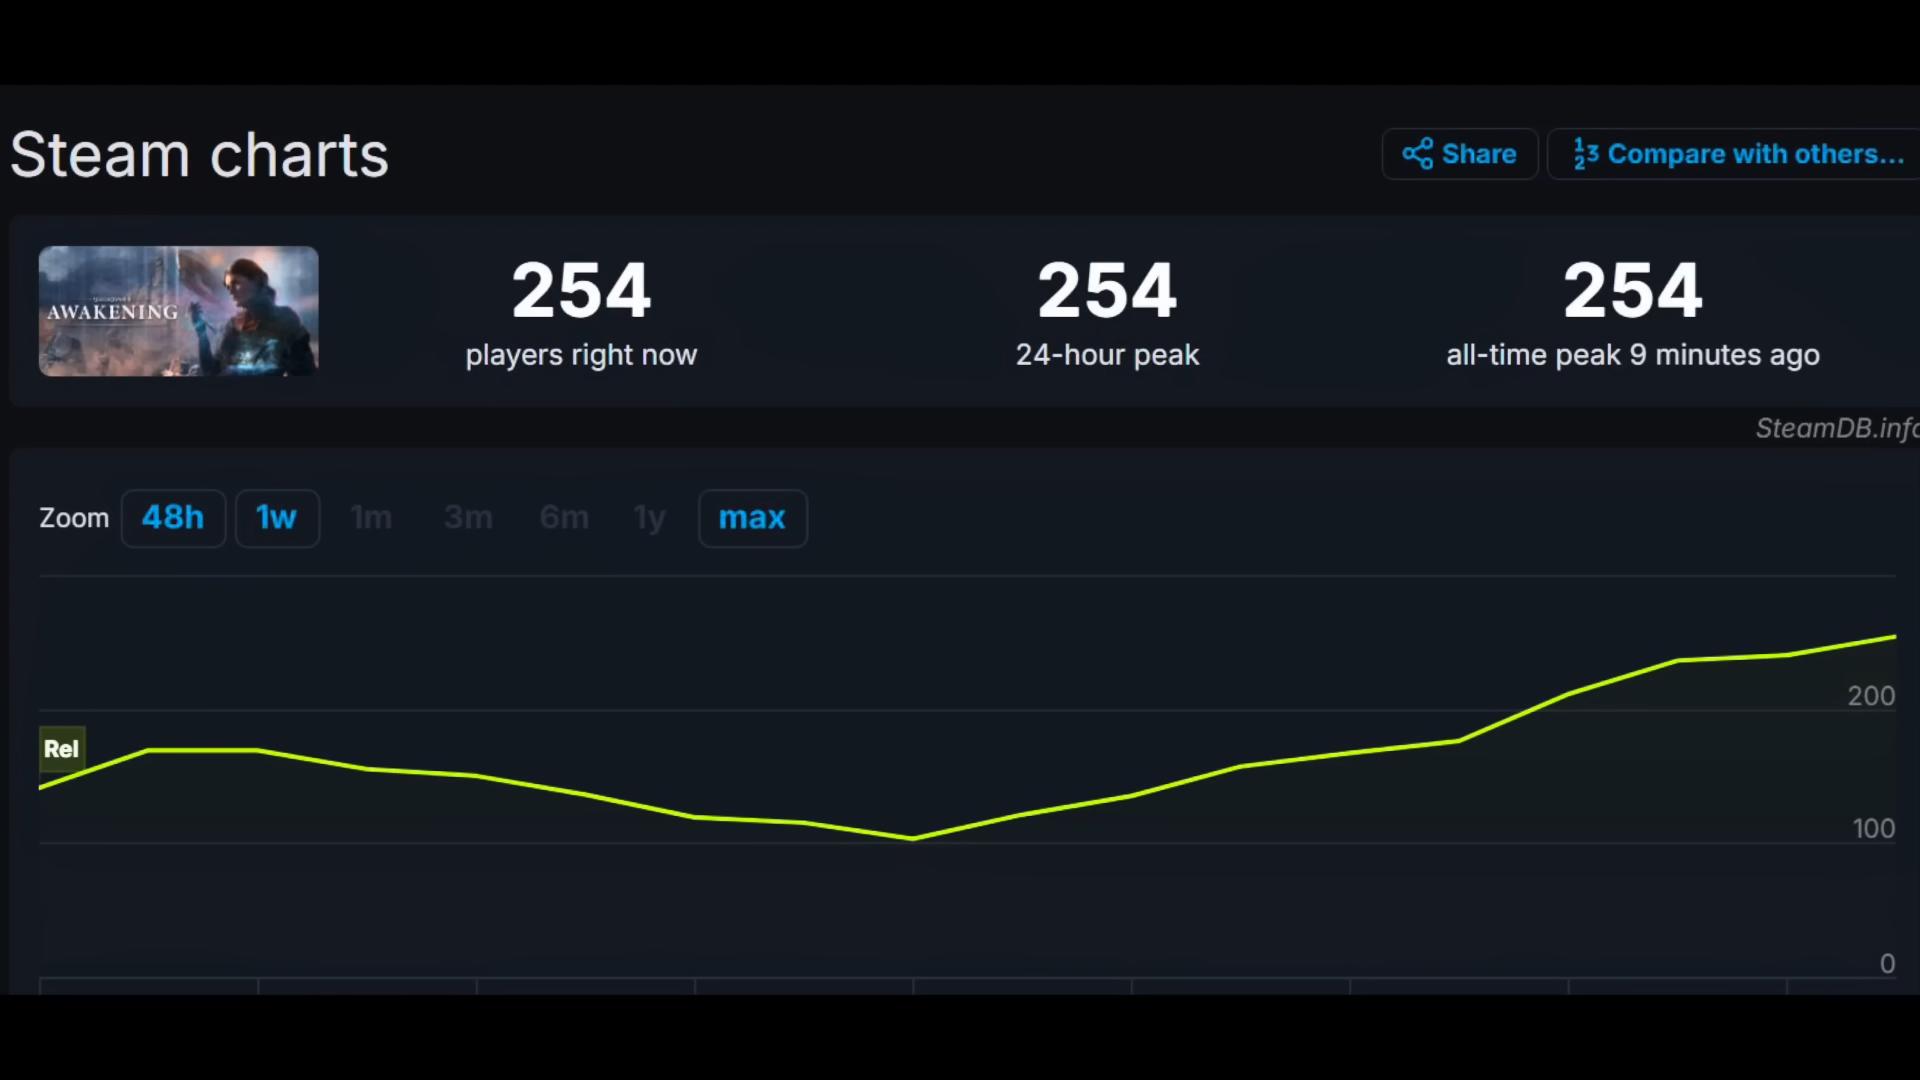 Steam charts
Share
Compare with others...
AWAKENING
254
players right now
254
24-hour peak
254
all-time peak 9 minutes ago
SteamDB.info
Zoom 48h 1w 1m 3m 6m 1y max
Rel
200
100
0